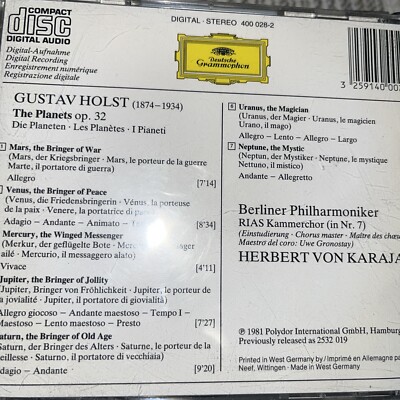 COMPACT
disc
DIGITAL AUDIO
DIGITAL · STEREO 400 028-2
Digital-Aufnahme
Digital Recording
Enregistrement numérique
Registrazione digitale
Deutsche
Grammophon
3 259140 00
GUSTAV HOLST (1874–1934)
The Planets op. 32
Die Planeten · Les Planètes · I Pianeti
Mars, the Bringer of War
(Mars, der Kriegsbringer · Mars, le porteur de la guerre
Marte, il portatore di guerra)
Allegro [7'14]
Venus, the Bringer of Peace
(Venus, die Friedensbringerin · Vénus, la porteuse
de la paix · Venere, la portatrice di
Adagio – Andante – Animato – [8'34]
Mercury, the Winged Messenger
(Merkur, der geflügelte Bote · Mercure, le messager
ailé · Mercurio, il messaggero alato)
Vivace [4'11]
Jupiter, the Bringer of Jollity
Jupiter, Bringer von Fröhlichkeit · Jupiter, le porteur de
la jovialité · Jupiter, il portatore di giovialità)
Allegro giocoso – Andante maestoso – Tempo I –
Maestoso – Lento maestoso – Presto [7'27]
Saturn, the Bringer of Old Age
Saturn, der Bringer des Alters · Saturne, le porteur de la
vieillesse · Saturno, il portatore di vecchiaia)
Adagio – Andante [9'20]
6 Uranus, the Magician
(Uranus, der Magier · Uranus, le magicien
Urano, il mago)
Allegro – Lento – Allegro – Largo
7 Neptune, the Mystic
(Neptun, der Mystiker · Neptune, le mystique
Nettuno, il mistico)
Andante – Allegretto
Berliner Philharmoniker
RIAS Kammerchor (in Nr. 7)
(Einstudierung · Chorus master · Maître des
Maestro del coro: Uwe Gronostay)
HERBERT VON KARAJA
℗ 1981 Polydor International GmbH, Hamburg
Previously released as 2532 019
Printed in West Germany by / Imprimé en Allemagne
Neef, Wittingen · Made in West Germany